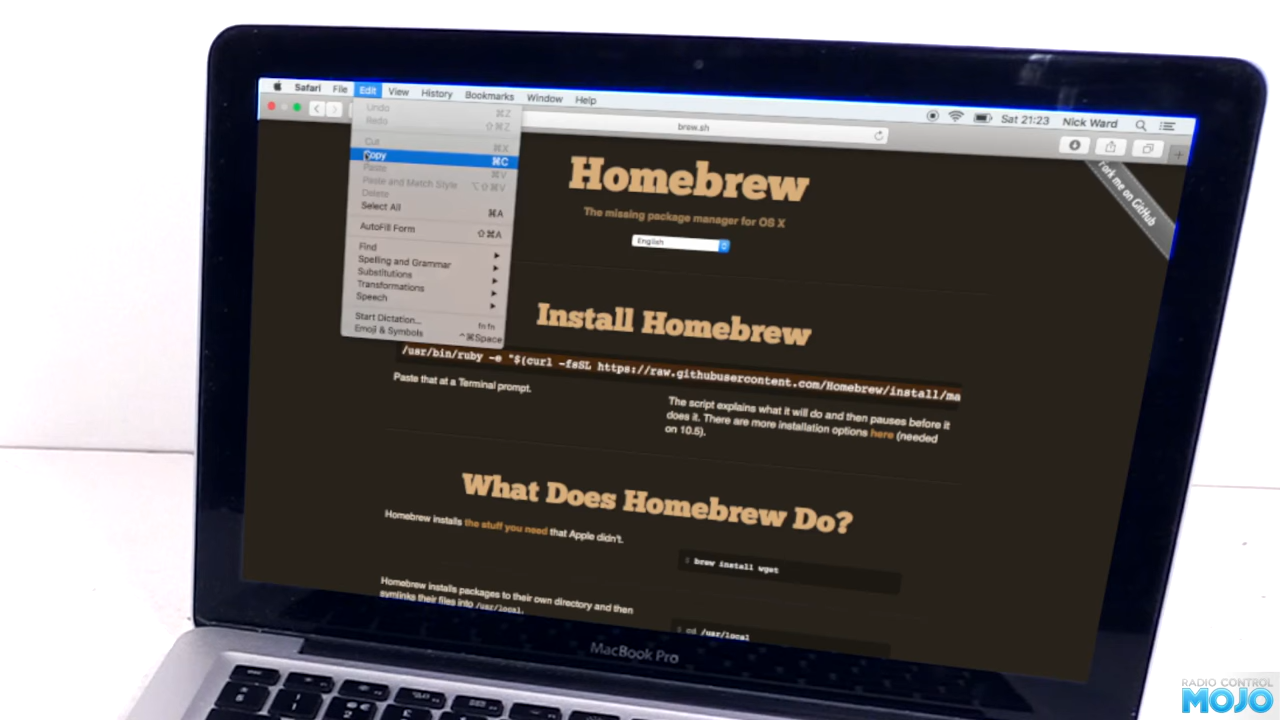 Safari File Edit View History Bookmarks Window Help
Sat 21:23 Nick Ward
brew.sh
Undo ⌘Z
Redo ⇧⌘Z
Cut ⌘X
Copy ⌘C
Paste ⌘V
Paste and Match Style ⌥⇧⌘V
Delete
Select All ⌘A
AutoFill Form ⇧⌘A
Find
Spelling and Grammar
Substitutions
Transformations
Speech
Start Dictation... fn fn
Emoji & Symbols ^⌘Space
Fork me on GitHub
Homebrew
The missing package manager for OS X
English
Install Homebrew
/usr/bin/ruby -e "$(curl -fsSL https://raw.githubusercontent.com/Homebrew/install/ma
Paste that at a Terminal prompt.
The script explains what it will do and then pauses before it
does it. There are more installation options here (needed
on 10.5).
What Does Homebrew Do?
Homebrew installs the stuff you need that Apple didn't.
$ brew install wget
Homebrew installs packages to their own directory and then
symlinks their files into /usr/local.
$ cd /usr/local
MacBook Pro
RADIO CONTROL
MOJO